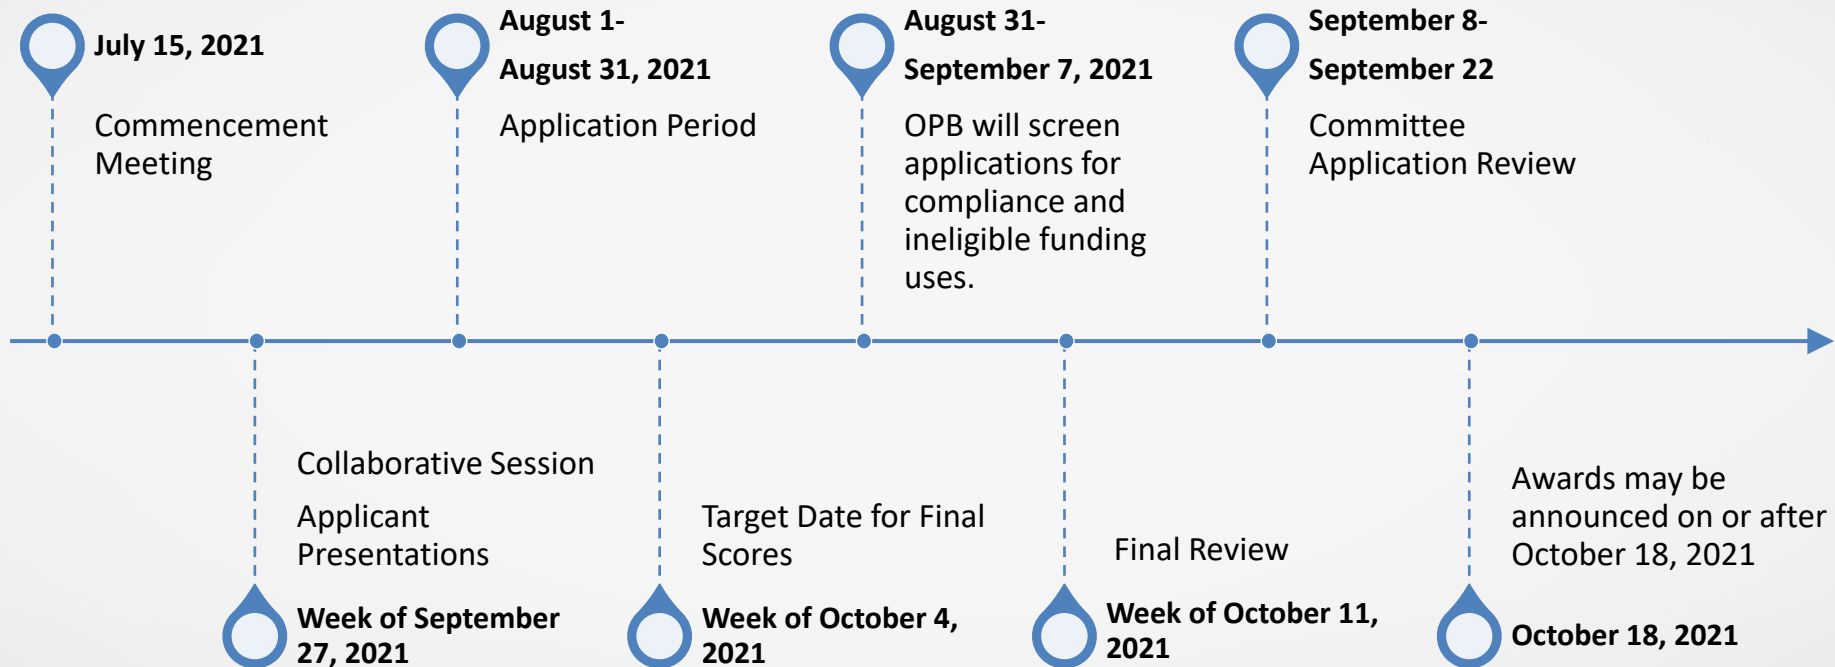 July 15, 2021
Commencement
Meeting
August 1-
August 31, 2021
Application Period
August 31-
September 7, 2021
OPB will screen
applications for
compliance and
ineligible funding
uses.
September 8-
September 22
Committee
Application Review
Collaborative Session
Applicant
Presentations
Week of September
27, 2021
Target Date for Final
Scores
Week of October 4,
2021
Final Review
Week of October 11,
2021
Awards may be
announced on or after
October 18, 2021
October 18, 2021